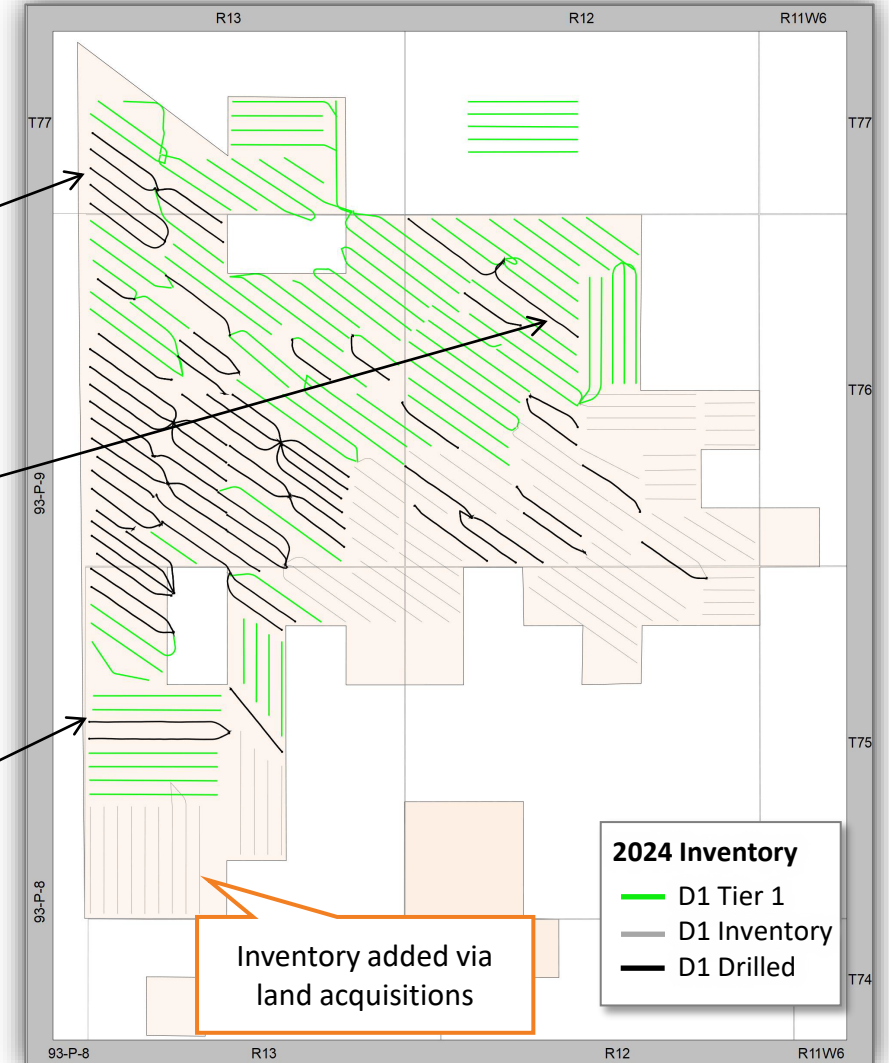 R13
R12
R11W6
T77
T77
T76
93-P-9
T75
93-P-8
T74
2024 Inventory
D1 Tier 1
D1 Inventory
D1 Drilled
Inventory added via
land acquisitions
93-P-8
R13
R12
R11W6